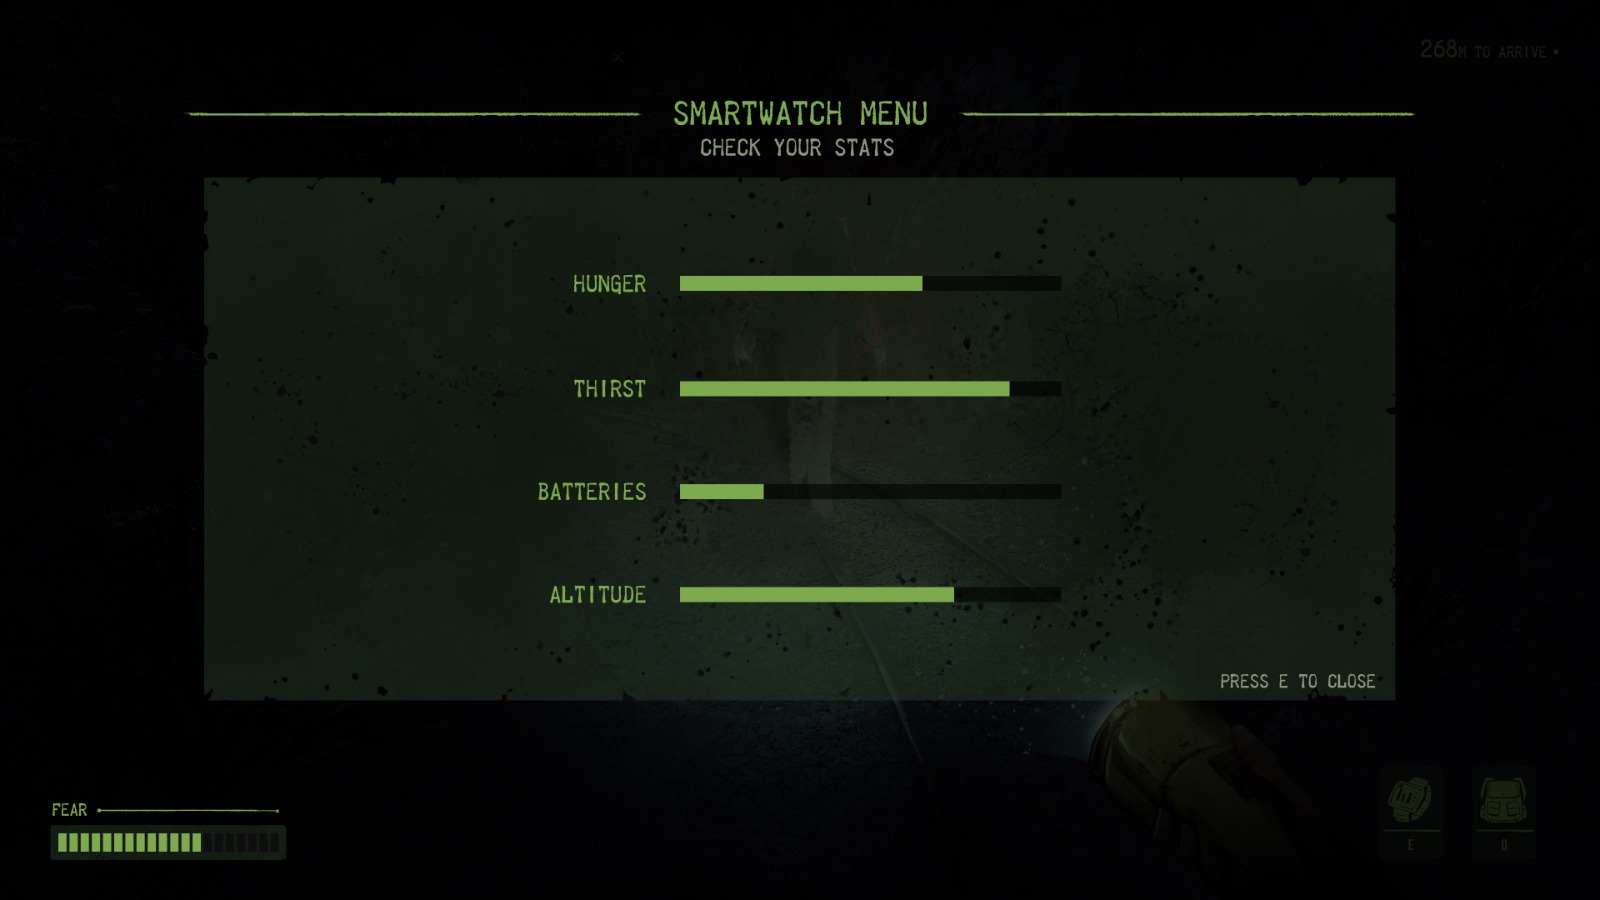 268M TO ARRIVE •
SMARTWATCH MENU
CHECK YOUR STATS
HUNGER
THIRST
BATTERIES
ALTITUDE
PRESS E TO CLOSE
FEAR
E
Q